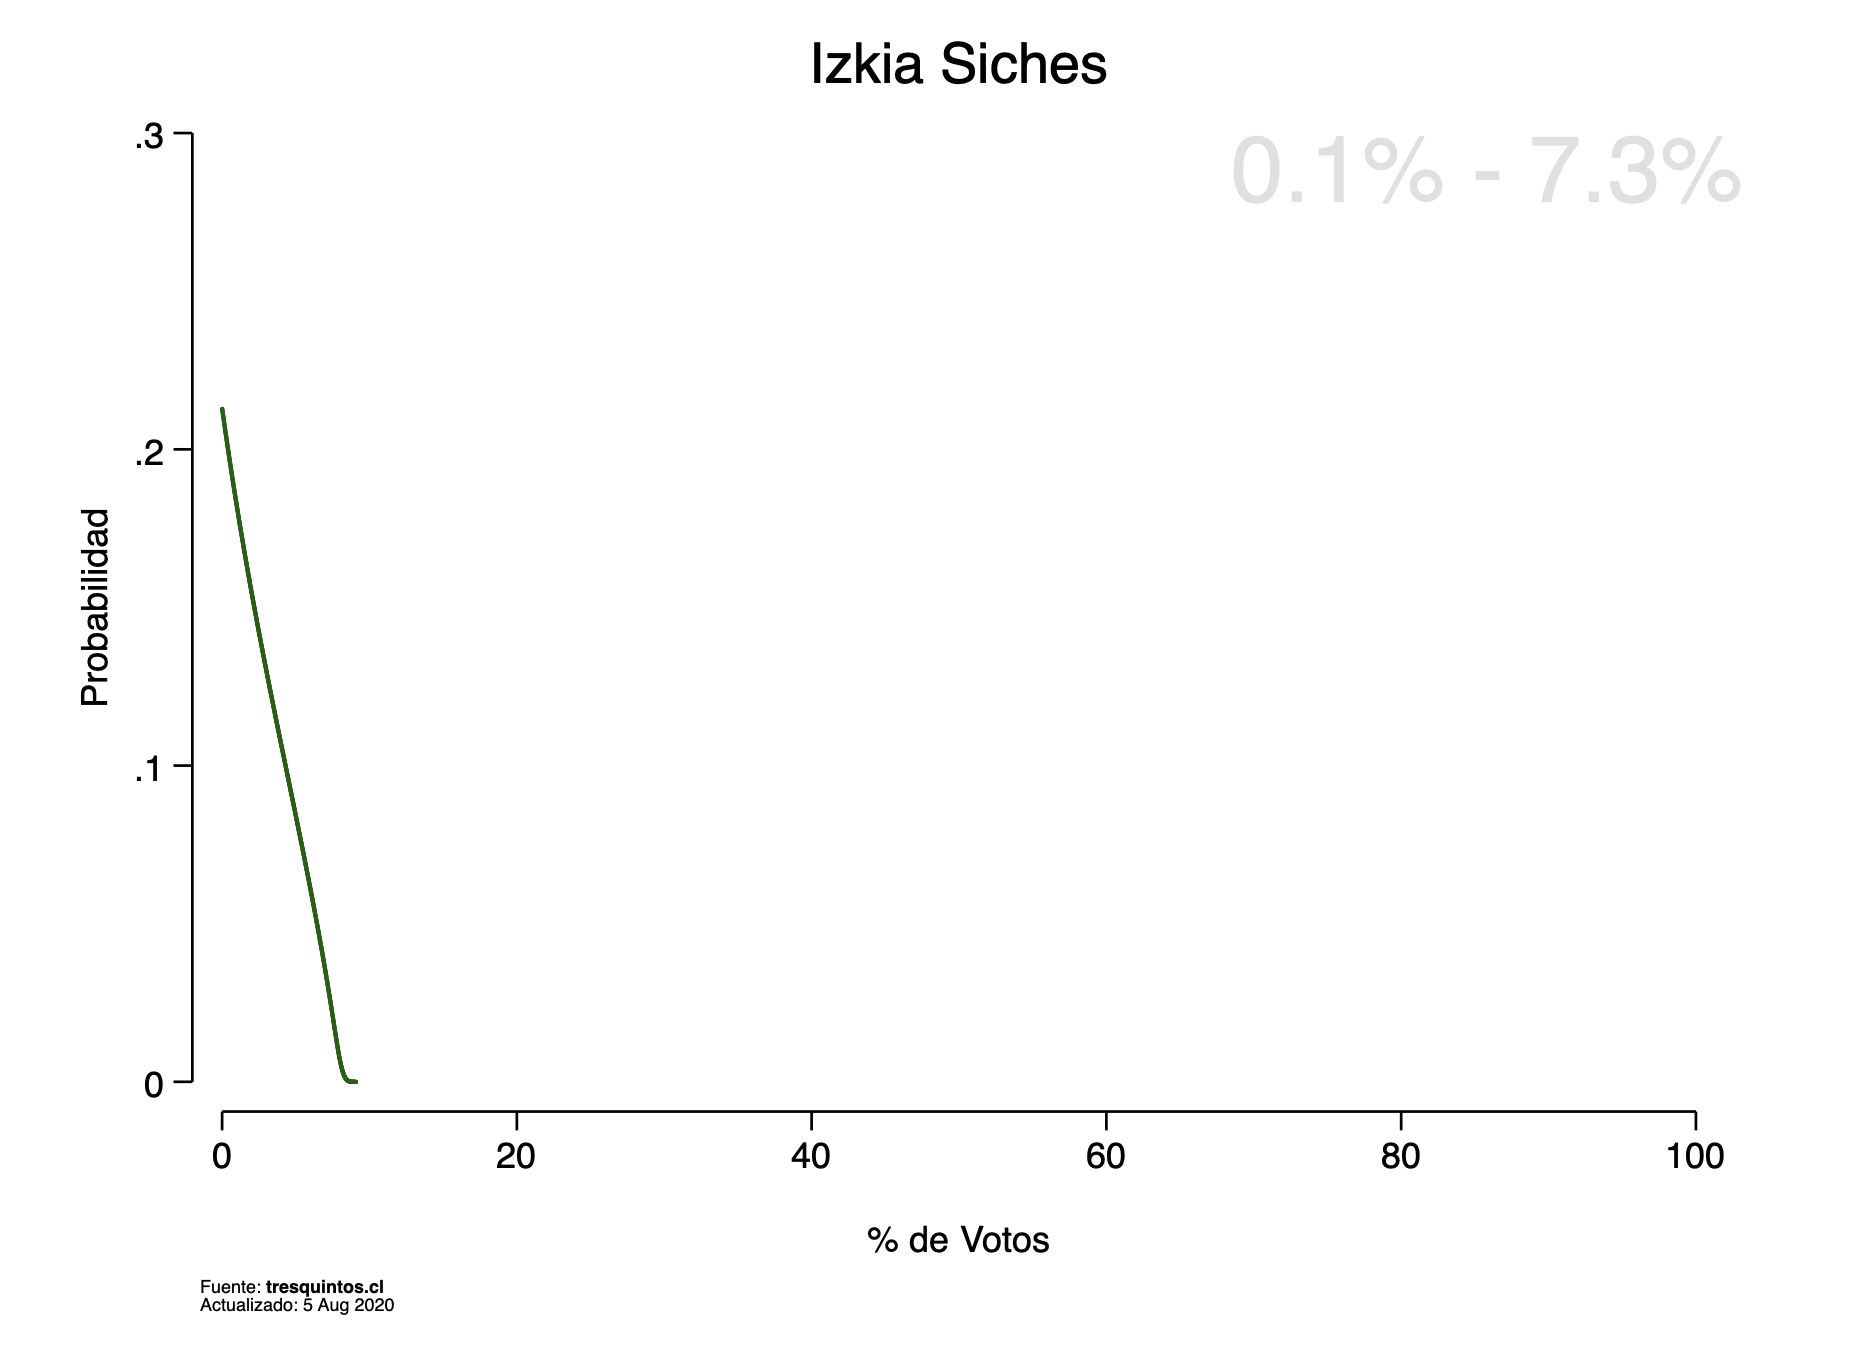 Izkia Siches
0.1% - 7.3%
.3
.2
.1
0
Probabilidad
0 20 40 60 80 100
% de Votos
Fuente: tresquintos.cl
Actualizado: 5 Aug 2020